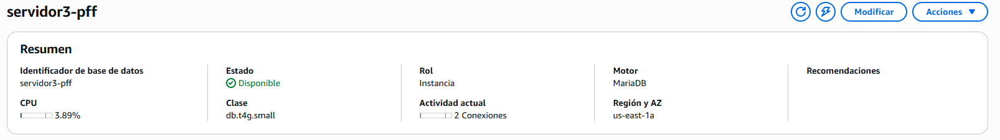 servidor3-pff
Modificar
Acciones
Resumen
Identificador de base de datos
servidor3-pff
Estado
Disponible
Rol
Instancia
Motor
MariaDB
Recomendaciones
CPU
3.89%
Clase
db.t4g.small
Actividad actual
2 Conexiones
Región y AZ
us-east-1a